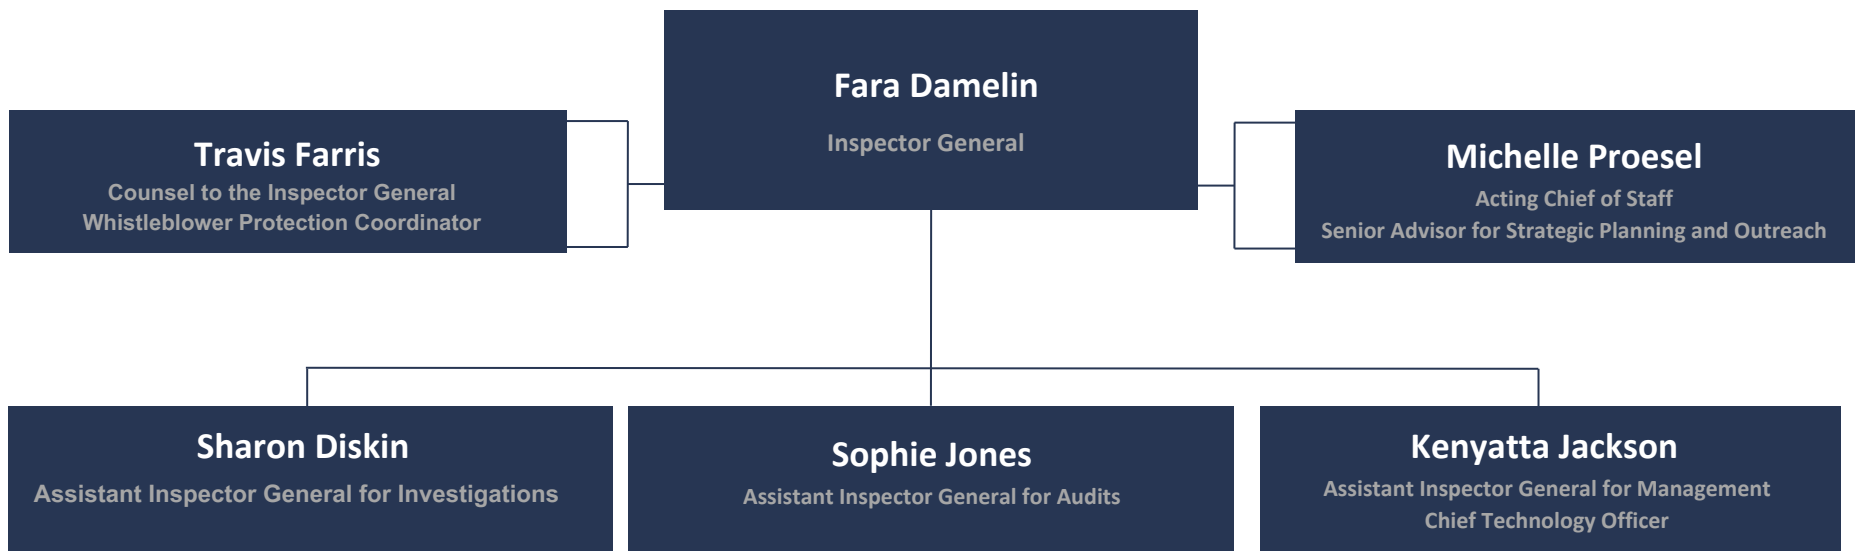 Fara Damelin
Inspector General
Travis Farris
Counsel to the Inspector General
Whistleblower Protection Coordinator
Michelle Proesel
Acting Chief of Staff
Senior Advisor for Strategic Planning and Outreach
Sharon Diskin
Assistant Inspector General for Investigations
Sophie Jones
Assistant Inspector General for Audits
Kenyatta Jackson
Assistant Inspector General for Management
Chief Technology Officer